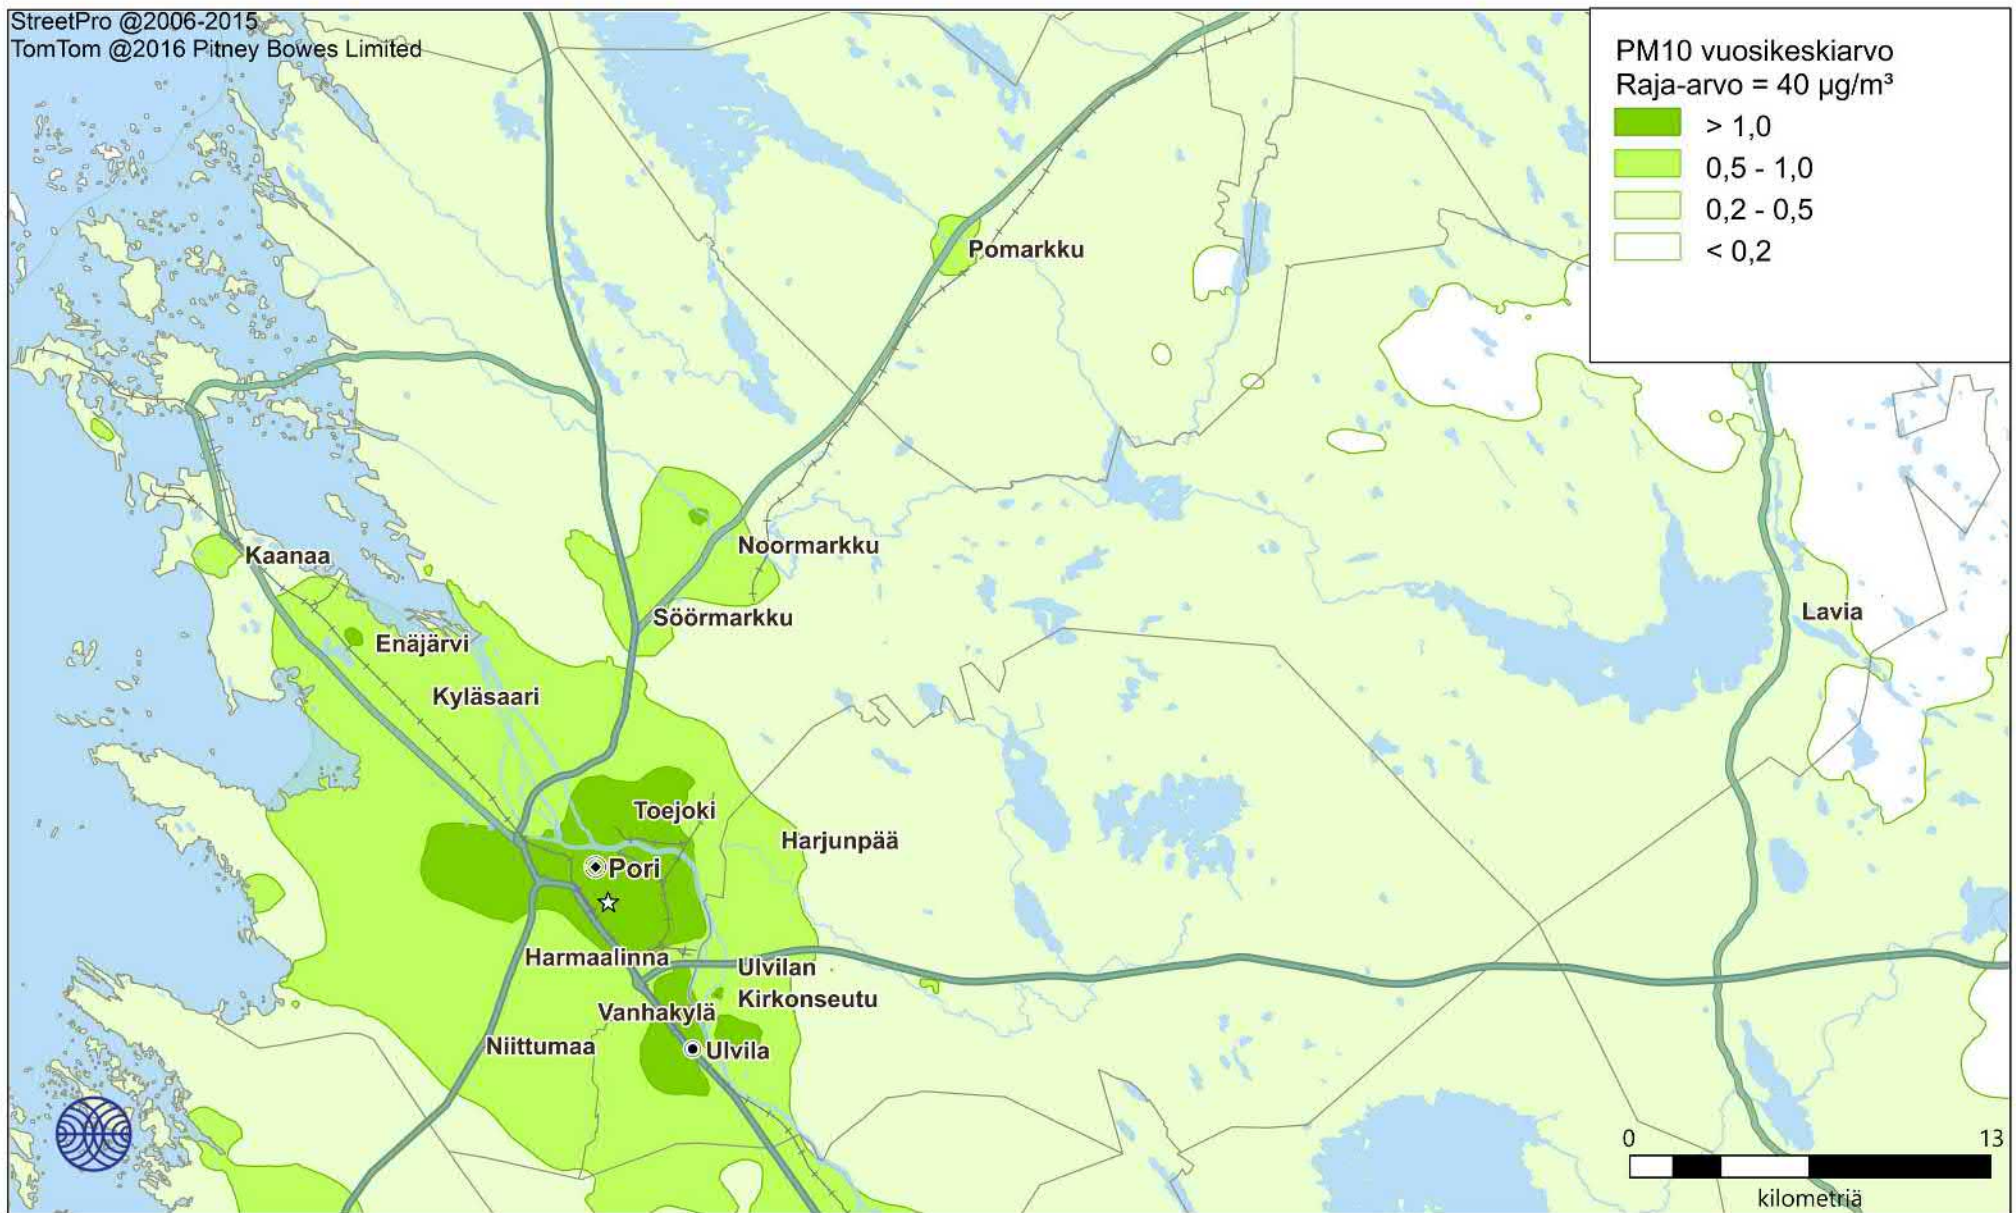 StreetPro @2006-2015
TomTom @2016 Pitney Bowes Limited
PM10 vuosikeskiarvo
Raja-arvo = 40 µg/m³
> 1,0
0,5 - 1,0
0,2 - 0,5
< 0,2
Pomarkku
Noormarkku
Kaanaa
Söörmarkku
Lavia
Enäjärvi
Kyläsaari
Toejoki
Harjunpää
Pori
Harmaalinna
Ulvilan
Kirkonseutu
Vanhakylä
Niittumaa
Ulvila
0 13
kilometriä